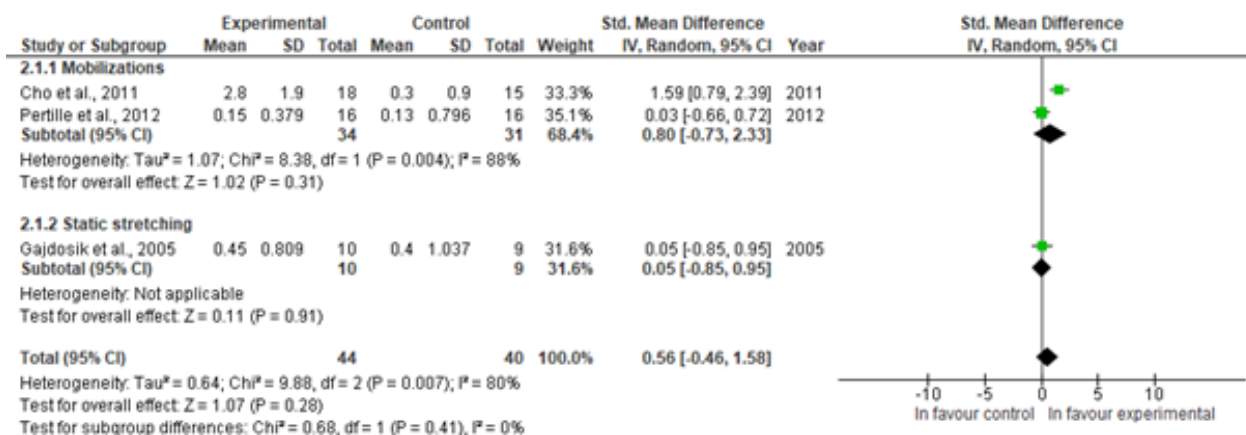 Experimental Control Std. Mean Difference Std. Mean Difference
Study or Subgroup Mean SD Total Mean SD Total Weight IV, Random, 95% CI Year IV, Random, 95% CI
2.1.1 Mobilizations
Cho et al., 2011 2.8 1.9 18 0.3 0.9 15 33.3% 1.59 [0.79, 2.39] 2011
Pertille et al., 2012 0.15 0.379 16 0.13 0.796 16 35.1% 0.03 [-0.66, 0.72] 2012
Subtotal (95% CI) 34 31 68.4% 0.80 [-0.73, 2.33]
Heterogeneity: Tau² = 1.07; Chi² = 8.38, df = 1 (P = 0.004); I² = 88%
Test for overall effect: Z = 1.02 (P = 0.31)
2.1.2 Static stretching
Gajdosik et al., 2005 0.45 0.809 10 0.4 1.037 9 31.6% 0.05 [-0.85, 0.95] 2005
Subtotal (95% CI) 10 9 31.6% 0.05 [-0.85, 0.95]
Heterogeneity: Not applicable
Test for overall effect: Z = 0.11 (P = 0.91)
Total (95% CI) 44 40 100.0% 0.56 [-0.46, 1.58]
Heterogeneity: Tau² = 0.64; Chi² = 9.88, df = 2 (P = 0.007); I² = 80%
Test for overall effect: Z = 1.07 (P = 0.28)
Test for subgroup differences: Chi² = 0.68, df = 1 (P = 0.41), I² = 0%
-10 -5 0 5 10
In favour control In favour experimental